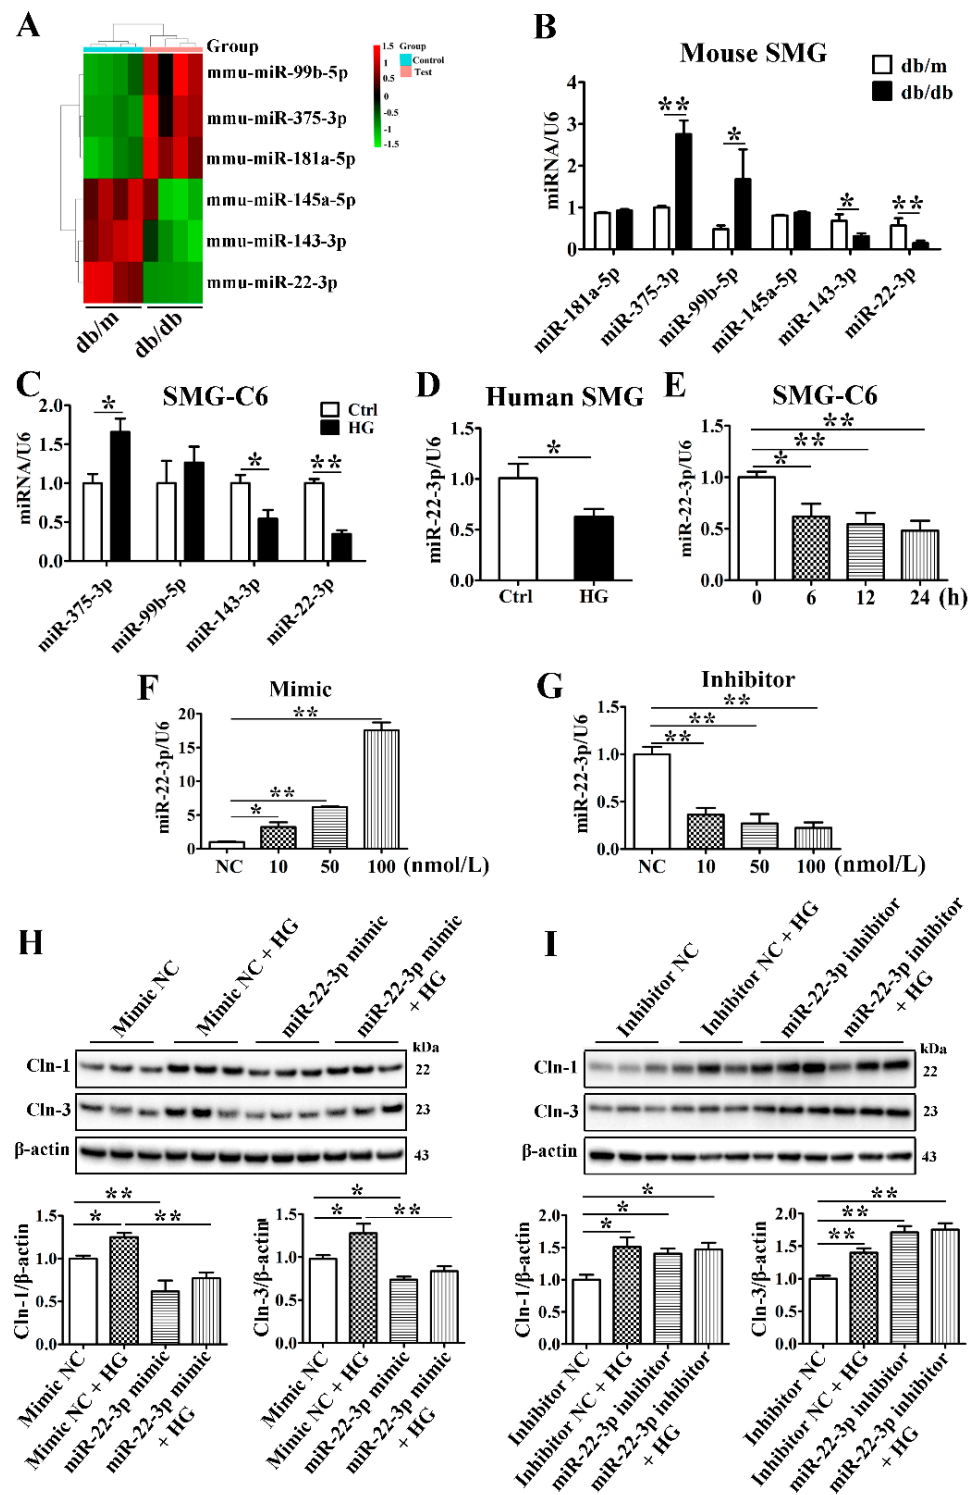 A
Group
mmu-miR-99b-5p
mmu-miR-375-3p
mmu-miR-181a-5p
mmu-miR-145a-5p
mmu-miR-143-3p
mmu-miR-22-3p
db/m
db/db
1.5
1
0.5
0
-0.5
-1
-1.5
Group
Control
Test
B
Mouse SMG
db/m
db/db
miRNA/U6
4
3
2
1
0
**
*
*
**
miR-181a-5p
miR-375-3p
miR-99b-5p
miR-145a-5p
miR-143-3p
miR-22-3p
C
SMG-C6
Ctrl
HG
miRNA/U6
2.0
1.5
1.0
0.5
0.0
*
*
**
miR-375-3p
miR-99b-5p
miR-143-3p
miR-22-3p
D
Human SMG
miR-22-3p/U6
1.5
1.0
0.5
0.0
*
Ctrl
HG
E
SMG-C6
miR-22-3p/U6
1.5
1.0
0.5
0.0
**
**
*
0 6 12 24 (h)
F
Mimic
miR-22-3p/U6
20
15
10
5
0
**
**
*
NC 10 50 100 (nmol/L)
G
Inhibitor
miR-22-3p/U6
1.5
1.0
0.5
0.0
**
**
**
NC 10 50 100 (nmol/L)
H
Mimic NC
Mimic NC + HG
miR-22-3p mimic
miR-22-3p mimic
+ HG
kDa
Cln-1
22
Cln-3
23
β-actin
43
Cln-1/β-actin
1.5
1.0
0.5
0.0
**
*
**
Mimic NC
Mimic NC + HG
miR-22-3p mimic
miR-22-3p mimic
+ HG
Cln-3/β-actin
1.5
1.0
0.5
0.0
*
*
**
Mimic NC
Mimic NC + HG
miR-22-3p mimic
miR-22-3p mimic
+ HG
I
Inhibitor NC
Inhibitor NC + HG
miR-22-3p inhibitor
miR-22-3p inhibitor
+ HG
kDa
Cln-1
22
Cln-3
23
β-actin
43
Cln-1/β-actin
2.0
1.5
1.0
0.5
0.0
*
*
*
Inhibitor NC
Inhibitor NC + HG
miR-22-3p inhibitor
miR-22-3p inhibitor
+ HG
Cln-3/β-actin
2.0
1.5
1.0
0.5
0.0
**
**
**
Inhibitor NC
Inhibitor NC + HG
miR-22-3p inhibitor
miR-22-3p inhibitor
+ HG